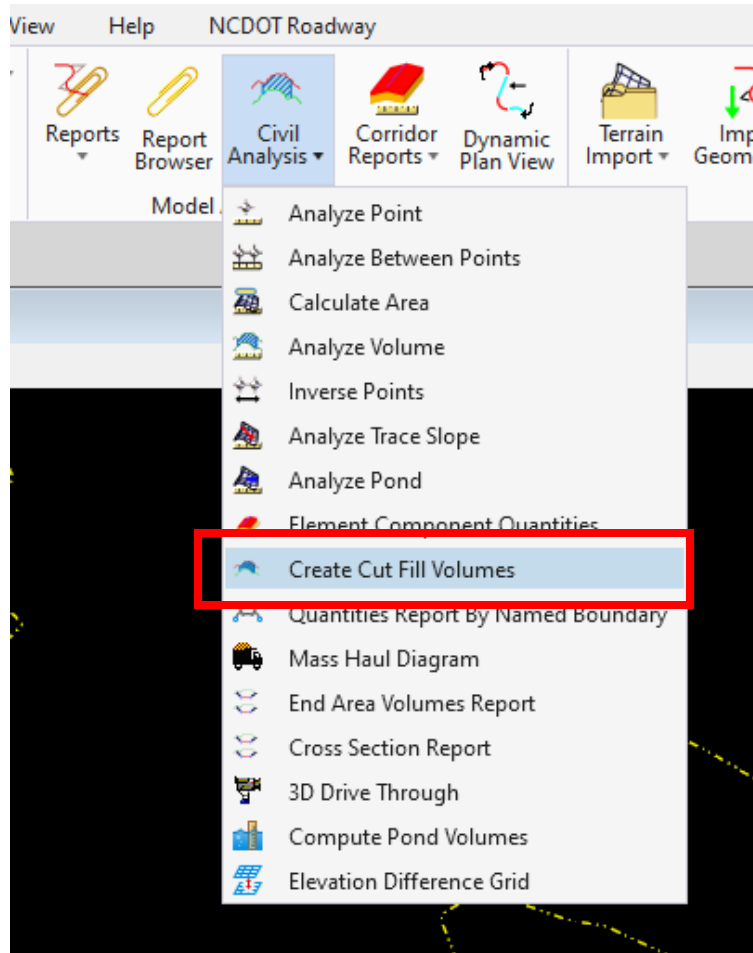 View Help NCDOT Roadway
Reports
Report
Browser
Civil
Analysis
Corridor
Reports
Dynamic
Plan View
Terrain
Import
Model
Analyze Point
Analyze Between Points
Calculate Area
Analyze Volume
Inverse Points
Analyze Trace Slope
Analyze Pond
Element Component Quantities
Create Cut Fill Volumes
Quantities Report By Named Boundary
Mass Haul Diagram
End Area Volumes Report
Cross Section Report
3D Drive Through
Compute Pond Volumes
Elevation Difference Grid